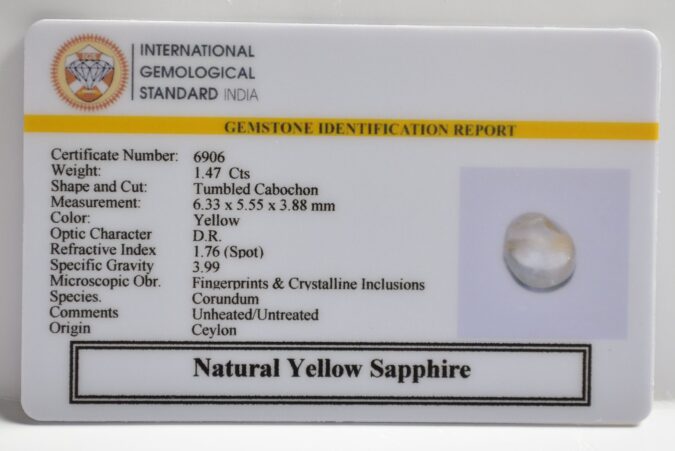 INTERNATIONAL
GEMOLOGICAL
STANDARD INDIA
GEMSTONE IDENTIFICATION REPORT
Certificate Number: 6906
Weight: 1.47 Cts
Shape and Cut: Tumbled Cabochon
Measurement: 6.33 x 5.55 x 3.88 mm
Color: Yellow
Optic Character D.R.
Refractive Index 1.76 (Spot)
Specific Gravity 3.99
Microscopic Obr. Fingerprints & Crystalline Inclusions
Species. Corundum
Comments Unheated/Untreated
Origin Ceylon
Natural Yellow Sapphire